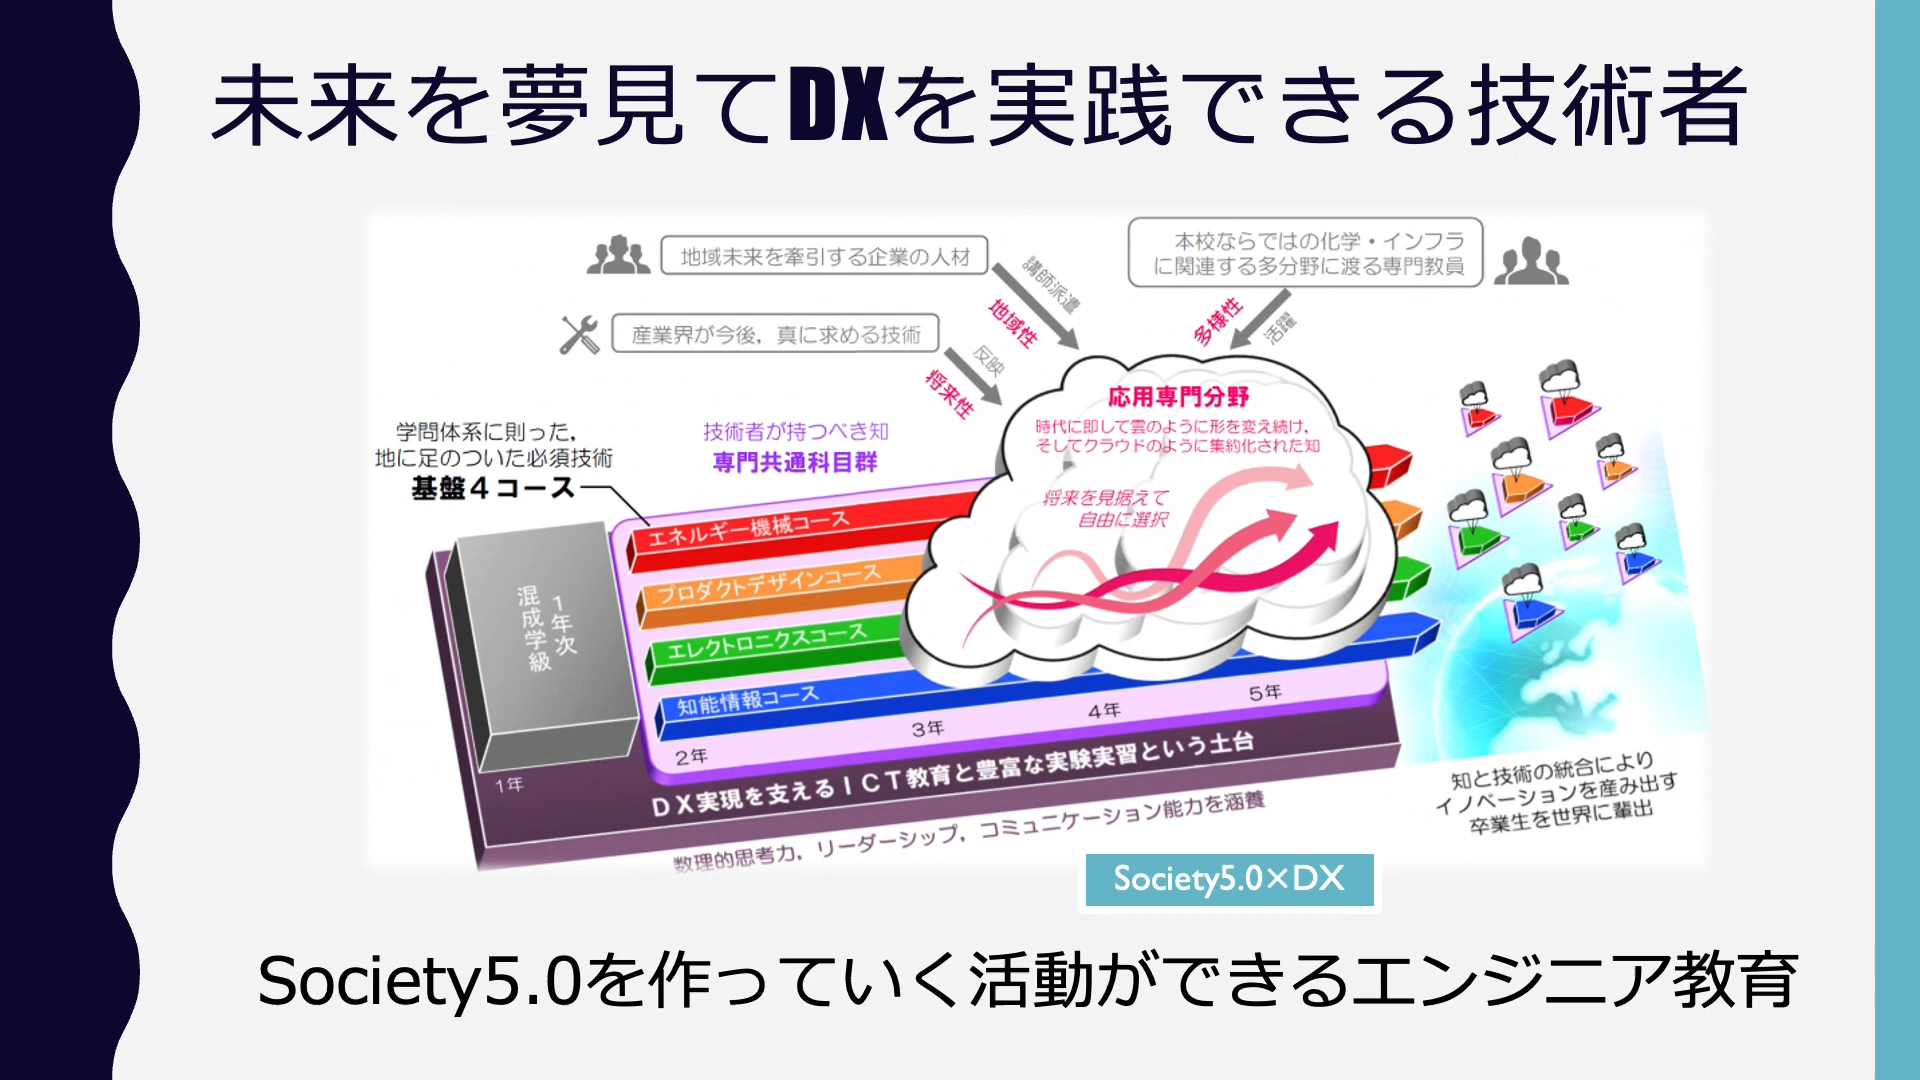 未来を夢見てDXを実践できる技術者
地域未来を牽引する企業の人材
講師派遣
地域性
本校ならではの化学・インフラ
に関連する多分野に渡る専門教員
多様性
活躍
産業界が今後，真に求める技術
反映
将来性
応用専門分野
時代に即して雲のように形を変え続け，
そしてクラウドのように集約化された知
将来を見据えて
自由に選択
学問体系に則った，
地に足のついた必須技術
基盤４コース
技術者が持つべき知
専門共通科目群
１年次
混成学級
エネルギー機械コース
プロダクトデザインコース
エレクトロニクスコース
知能情報コース
1年
2年
3年
4年
5年
ＤＸ実現を支えるＩＣＴ教育と豊富な実験実習という土台
数理的思考力，リーダーシップ，コミュニケーション能力を涵養
知と技術の統合により
イノベーションを産み出す
卒業生を世界に輩出
Society5.0×DX
Society5.0を作っていく活動ができるエンジニア教育